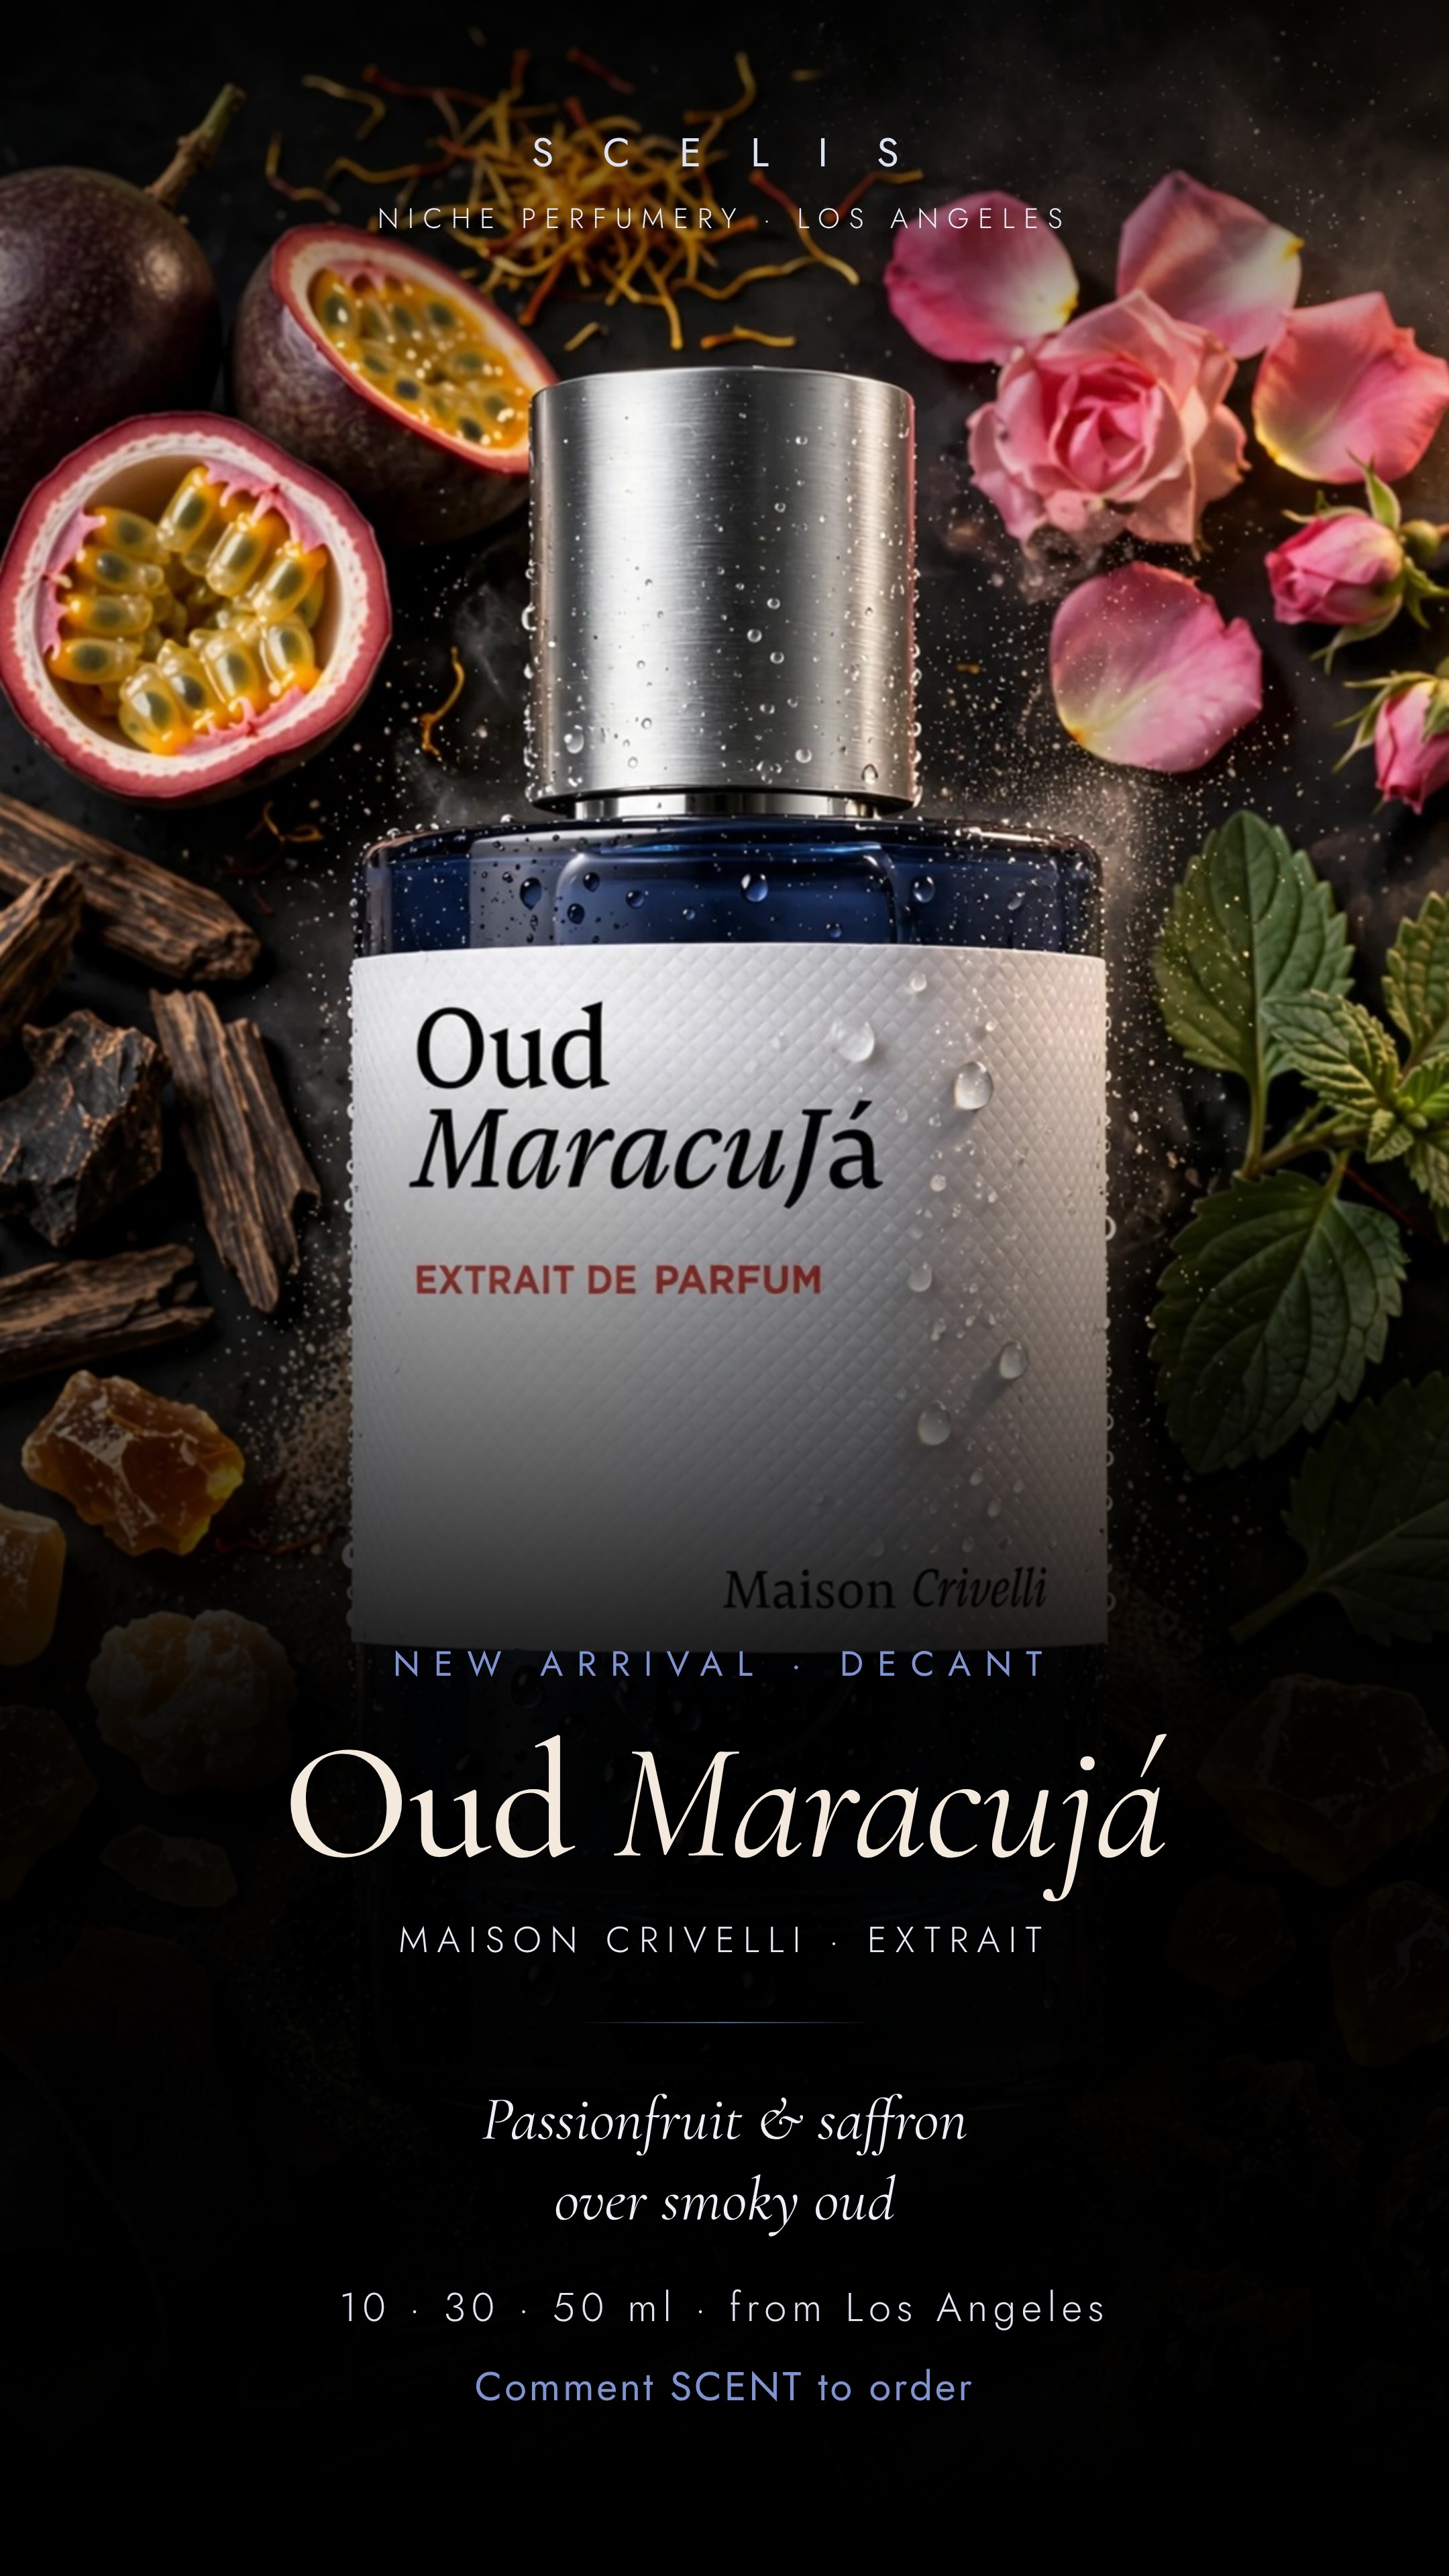 SCELIS
NICHE PERFUMERY · LOS ANGELES
Oud
MaracuJá
EXTRAIT DE PARFUM
Maison Crivelli
NEW ARRIVAL · DECANT
Oud Maracujá
MAISON CRIVELLI · EXTRAIT
Passionfruit & saffron
over smoky oud
10 · 30 · 50 ml · from Los Angeles
Comment SCENT to order